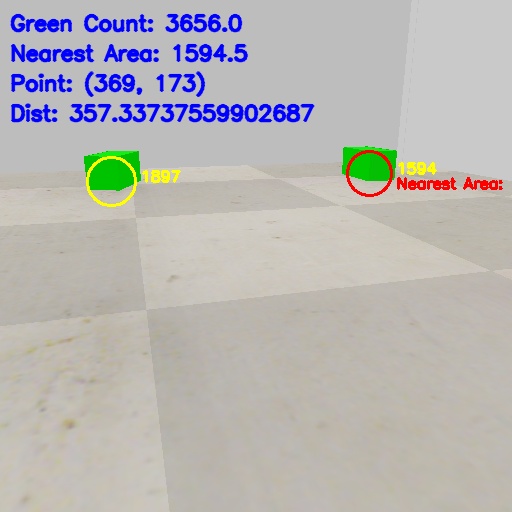 Green Count: 3656.0
Nearest Area: 1594.5
Point: (369, 173)
Dist: 357.33737559902687
1897
1594
Nearest Area: